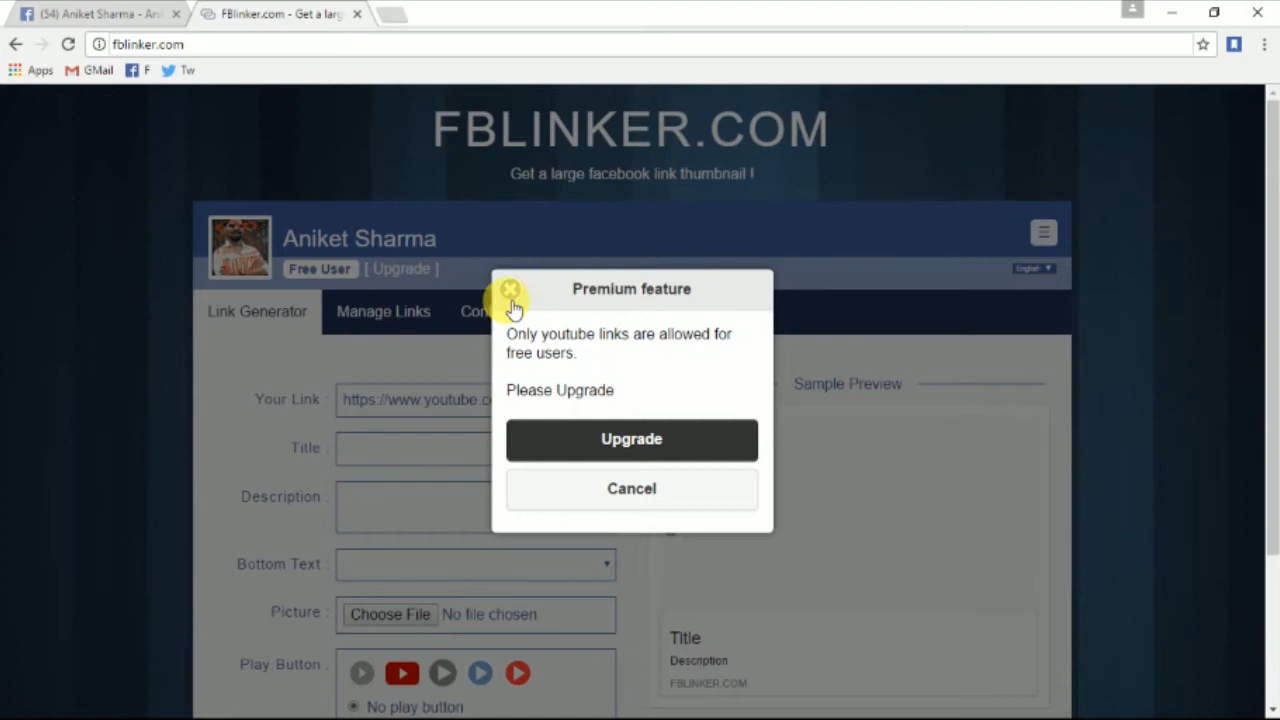 (54) Aniket Sharma - Ani
FBlinker.com - Get a larg
fblinker.com
Apps
GMail
F
Tw
FBLINKER.COM
Get a large facebook link thumbnail !
Aniket Sharma
Free User [ Upgrade ]
English
Link Generator
Manage Links
Con
Premium feature
Only youtube links are allowed for
free users.
Please Upgrade
Upgrade
Cancel
Sample Preview
Your Link :
https://www.youtube.c
Title :
Description :
Bottom Text :
Picture :
Choose File No file chosen
Play Button :
No play button
Title
Description
FBLINKER.COM